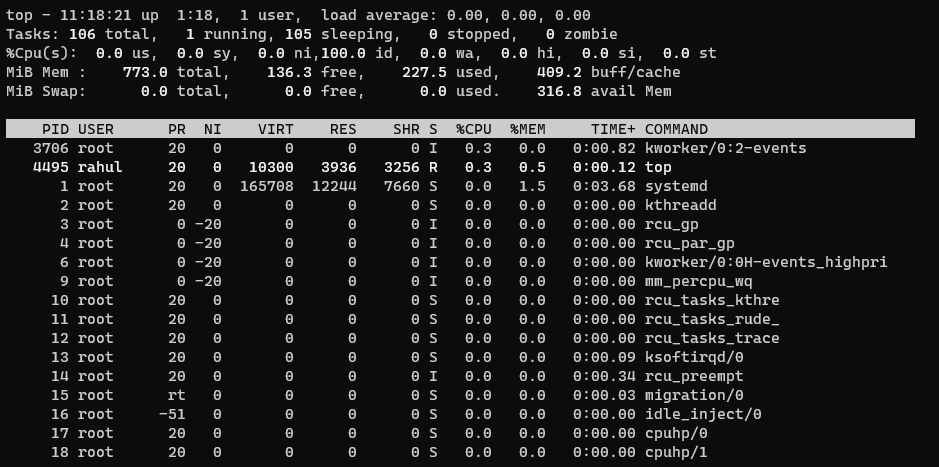 top - 11:18:21 up  1:18,  1 user,  load average: 0.00, 0.00, 0.00
Tasks: 106 total,   1 running, 105 sleeping,   0 stopped,   0 zombie
%Cpu(s):  0.0 us,  0.0 sy,  0.0 ni,100.0 id,  0.0 wa,  0.0 hi,  0.0 si,  0.0 st
MiB Mem :    773.0 total,    136.3 free,    227.5 used,    409.2 buff/cache
MiB Swap:      0.0 total,      0.0 free,      0.0 used.    316.8 avail Mem
PID USER      PR  NI    VIRT    RES    SHR S  %CPU  %MEM     TIME+ COMMAND
3706 root      20   0       0      0      0 I   0.3   0.0   0:00.82 kworker/0:2-events
4495 rahul     20   0   10300   3936   3256 R   0.3   0.5   0:00.12 top
1 root      20   0  165708  12244   7660 S   0.0   1.5   0:03.68 systemd
2 root      20   0       0      0      0 S   0.0   0.0   0:00.00 kthreadd
3 root       0 -20       0      0      0 I   0.0   0.0   0:00.00 rcu_gp
4 root       0 -20       0      0      0 I   0.0   0.0   0:00.00 rcu_par_gp
6 root       0 -20       0      0      0 I   0.0   0.0   0:00.00 kworker/0:0H-events_highpri
9 root       0 -20       0      0      0 I   0.0   0.0   0:00.00 mm_percpu_wq
10 root      20   0       0      0      0 S   0.0   0.0   0:00.00 rcu_tasks_kthre
11 root      20   0       0      0      0 S   0.0   0.0   0:00.00 rcu_tasks_rude_
12 root      20   0       0      0      0 S   0.0   0.0   0:00.00 rcu_tasks_trace
13 root      20   0       0      0      0 S   0.0   0.0   0:00.09 ksoftirqd/0
14 root      20   0       0      0      0 I   0.0   0.0   0:00.34 rcu_preempt
15 root      rt   0       0      0      0 S   0.0   0.0   0:00.03 migration/0
16 root     -51   0       0      0      0 S   0.0   0.0   0:00.00 idle_inject/0
17 root      20   0       0      0      0 S   0.0   0.0   0:00.00 cpuhp/0
18 root      20   0       0      0      0 S   0.0   0.0   0:00.00 cpuhp/1